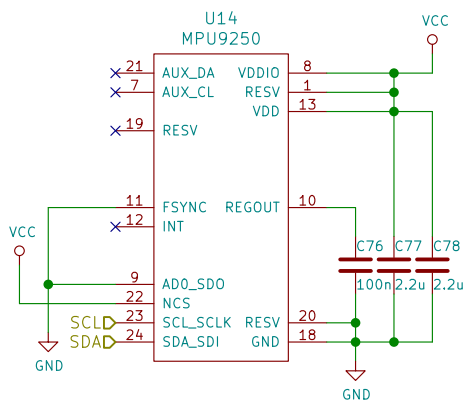 U14
MPU9250
VCC
21 AUX_DA VDDIO 8
7 AUX_CL RESV 1
VDD 13
19 RESV
11 FSYNC REGOUT 10
12 INT
VCC
C76 C77 C78
100n 2.2u 2.2u
9 AD0_SDO
22 NCS
SCL 23 SCL_SCLK RESV 20
SDA 24 SDA_SDI GND 18
GND
GND